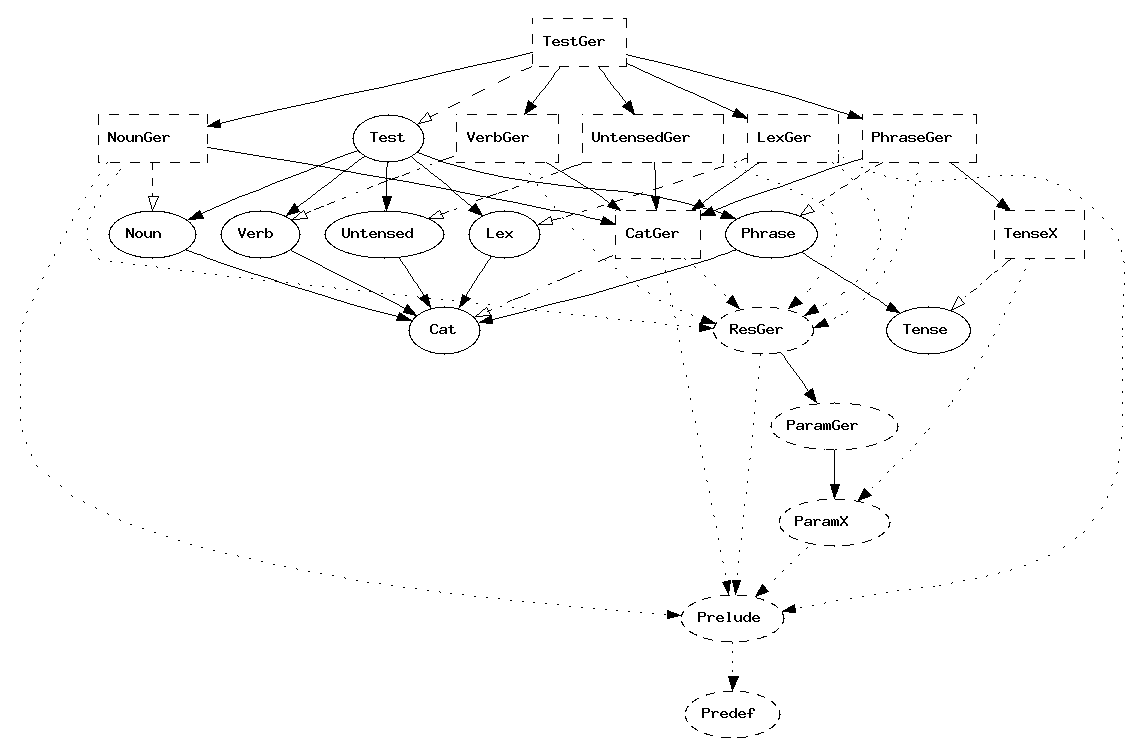 TestGer
NounGer
Test
VerbGer
UntensedGer
LexGer
PhraseGer
Noun
Verb
Untensed
Lex
CatGer
Phrase
TenseX
Cat
ResGer
Tense
ParamGer
ParamX
Prelude
Predef